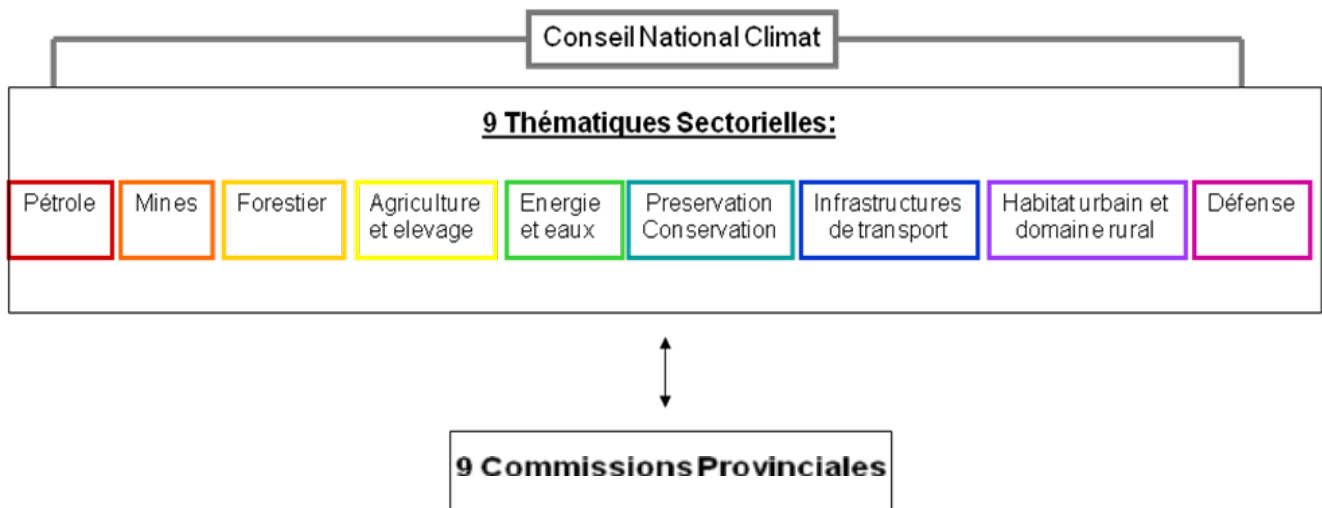 Conseil National Climat
9 Thématiques Sectorielles:
Pétrole
Mines
Forestier
Agriculture
et elevage
Energie
et eaux
Preservation
Conservation
Infrastructures
de transport
Habitat urbain et
domaine rural
Défense
9 Commissions Provinciales